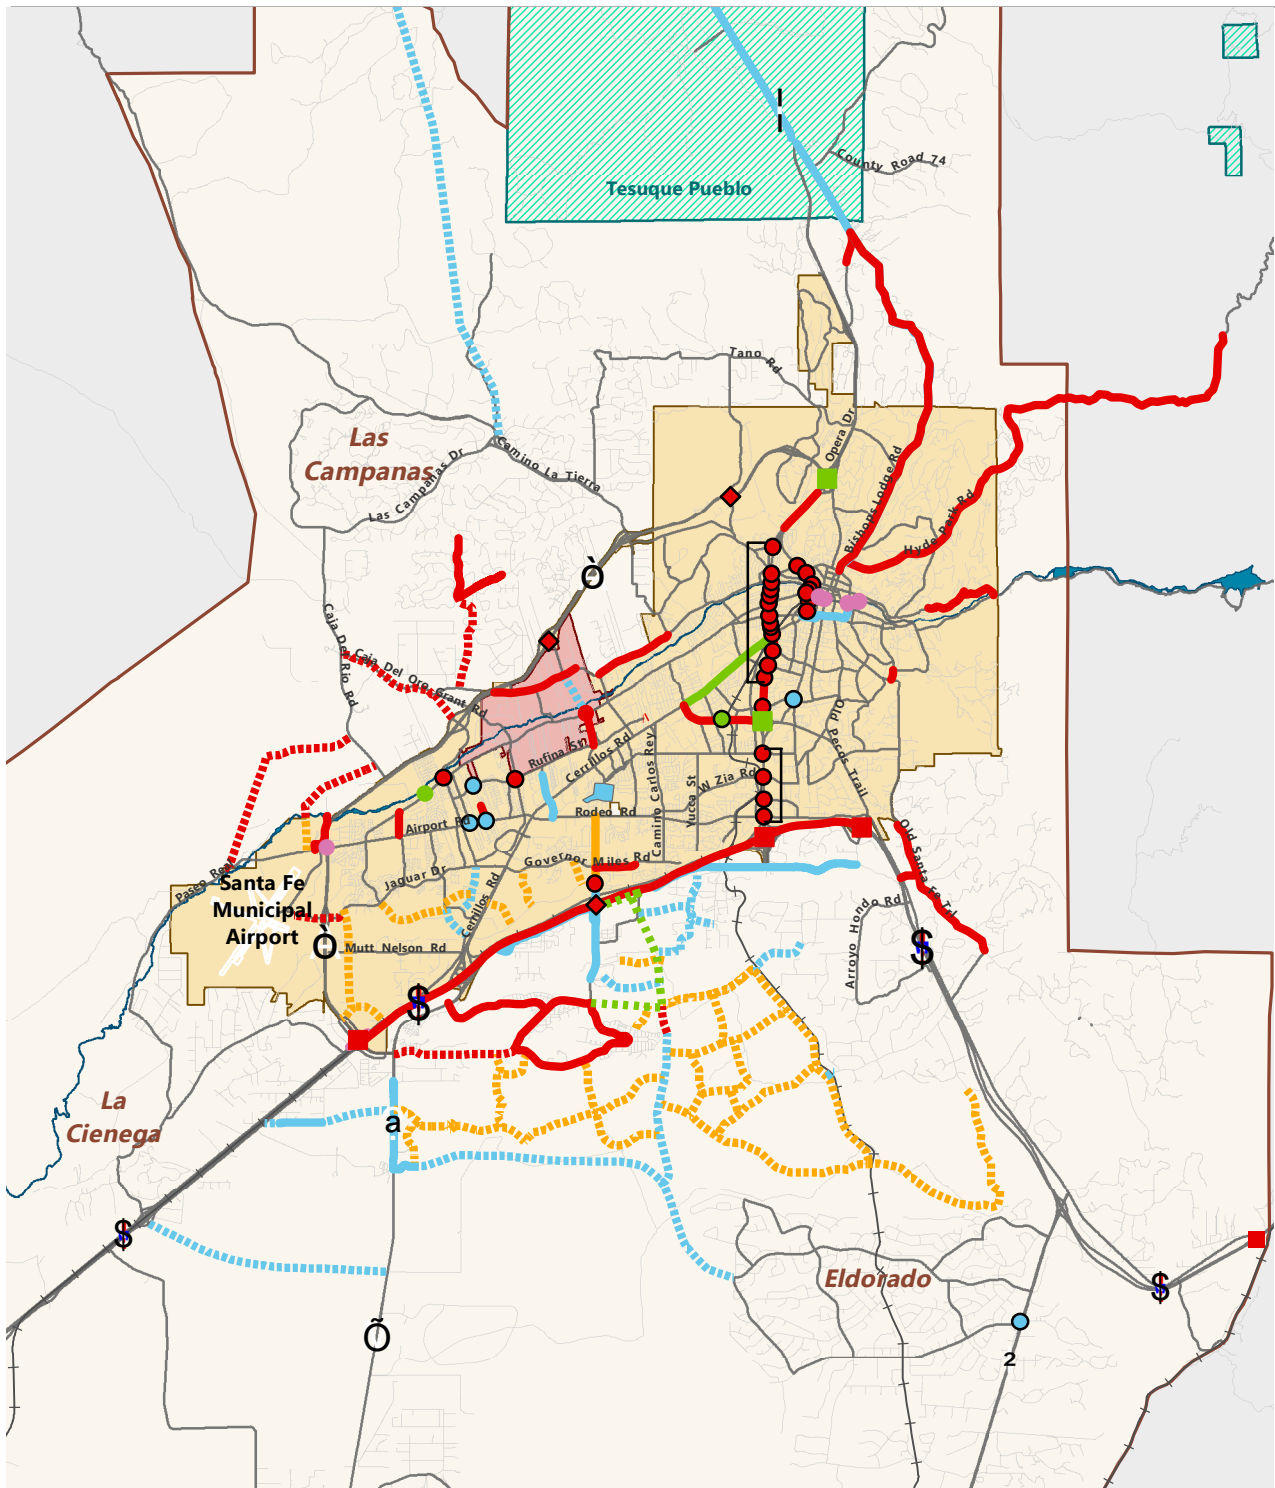 County Road 74
Tesuque Pueblo
Tano Rd
Opera Dr
Las
Campanas
Las Campanas Dr
Camino La Tierra
Bishops Lodge Rd
Hyde Park Rd
Ò
Caja Del Rio Rd
Caja Del Oro Grant Rd
Rufina St
Cerrillos Rd
Camino Carlos Rey
Yucca St
W Zia Rd
Pecos Trail
Rodeo Rd
Airport Rd
Governor Miles Rd
Jaguar Dr
Old Santa Fe Trl
Paseo Real
Santa Fe
Municipal
Airport
Cerrillos Rd
Arroyo Hondo Rd
Ò
Mutt Nelson Rd
$
$
La
Cienega
a
$
Eldorado
$
Õ
2